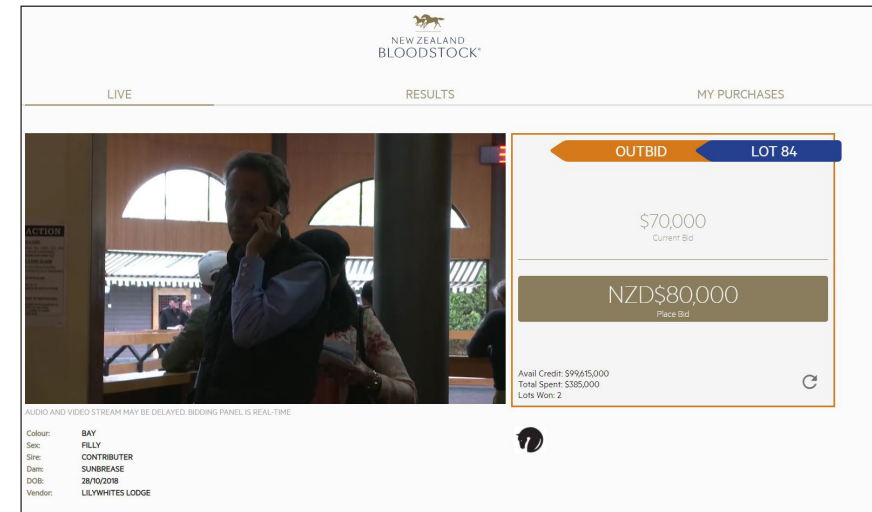 NEW ZEALAND
BLOODSTOCK®
LIVE RESULTS MY PURCHASES
OUTBID LOT 84
$70,000
Current Bid
NZD$80,000
Place Bid
Avail Credit: $99,615,000
Total Spent: $385,000
Lots Won: 2
ACTION
AUDIO AND VIDEO STREAM MAY BE DELAYED. BIDDING PANEL IS REAL-TIME
Colour: BAY
Sex: FILLY
Sire: CONTRIBUTER
Dam: SUNBREASE
DOB: 28/10/2018
Vendor: LILYWHITES LODGE